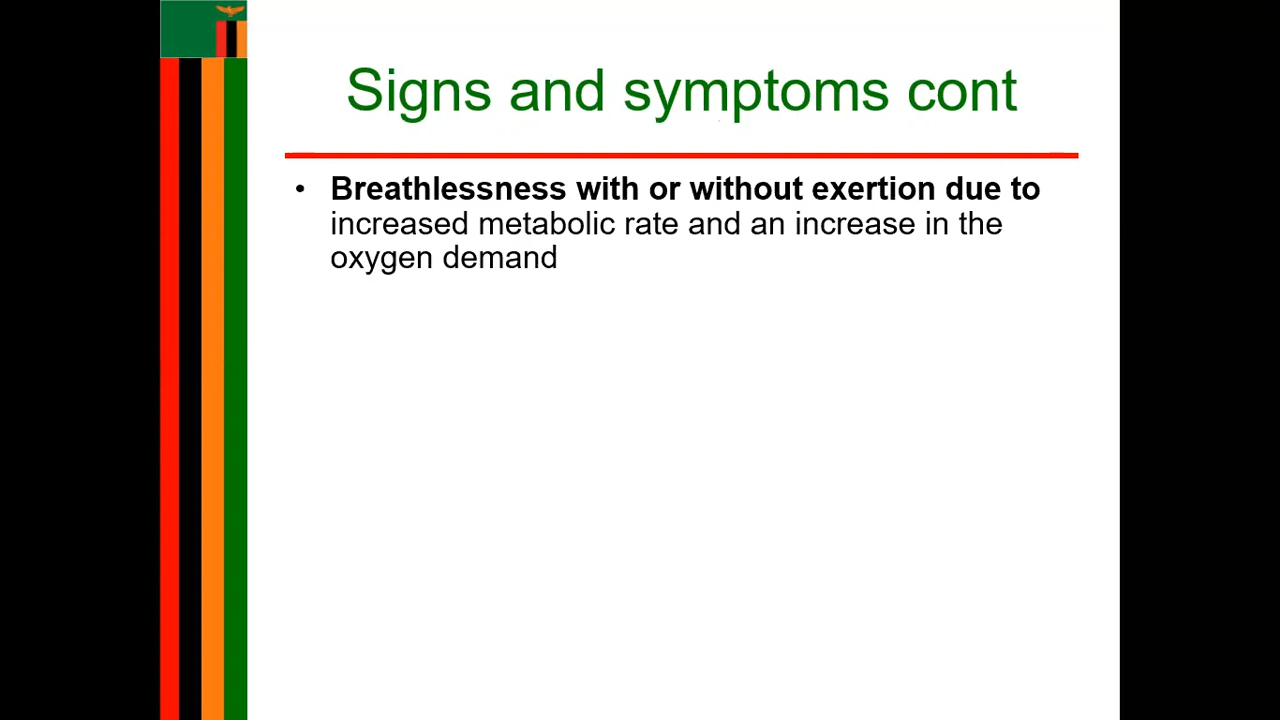 Signs and symptoms cont
• Breathlessness with or without exertion due to
increased metabolic rate and an increase in the
oxygen demand